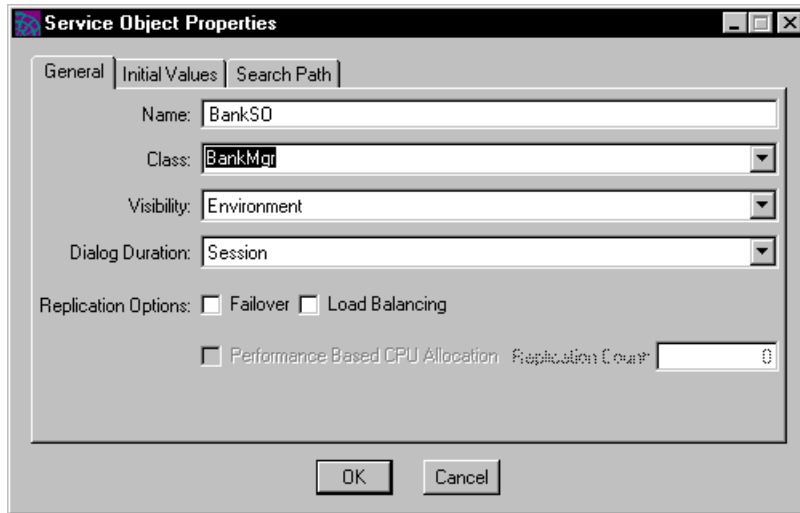 Service Object Properties
General Initial Values Search Path
Name: BankSO
Class: BankMgr
Visibility: Environment
Dialog Duration: Session
Replication Options: Failover Load Balancing
Performance Based CPU Allocation Replication Count: 0
OK Cancel